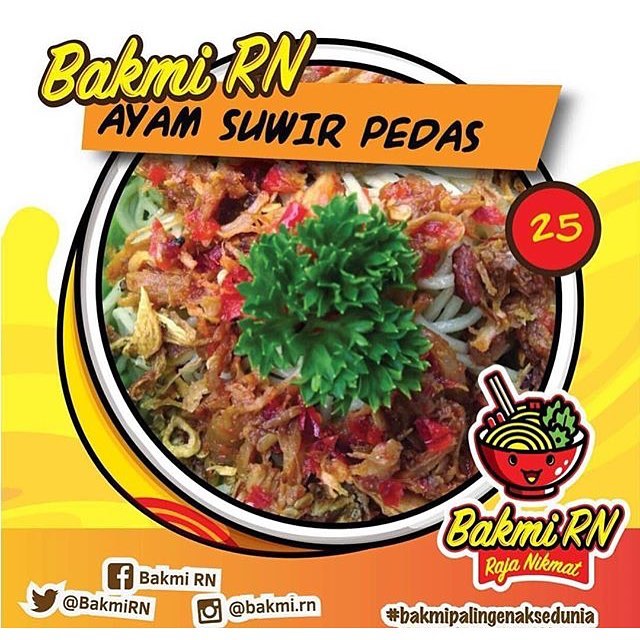 Bakmi RN
AYAM SUWIR PEDAS
25
Bakmi RN
Raja Nikmat
Bakmi RN
@BakmiRN
@bakmi.rn
#bakmipalingenaksedunia